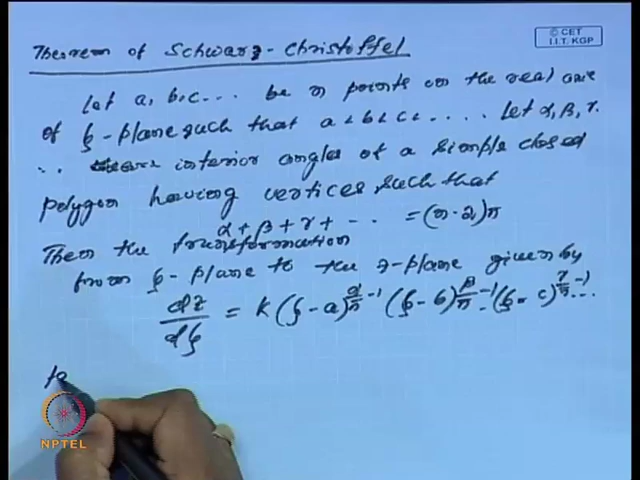 Theorem of Schwarz-Christoffel
© CET
I.I.T. KGP
Let a, b, c... be n points on the real axis
of ζ-plane such that a < b < c < .... Let α, β, γ.
.. are interior angles of a simple closed
polygon having vertices such that
α + β + γ + ... = (n-2)π
Then the transformation
from ζ-plane to the z-plane given by
dz/dζ = K (ζ - a)^{α/π - 1} (ζ - b)^{β/π - 1} (ζ - c)^{γ/π - 1} ...
NPTEL